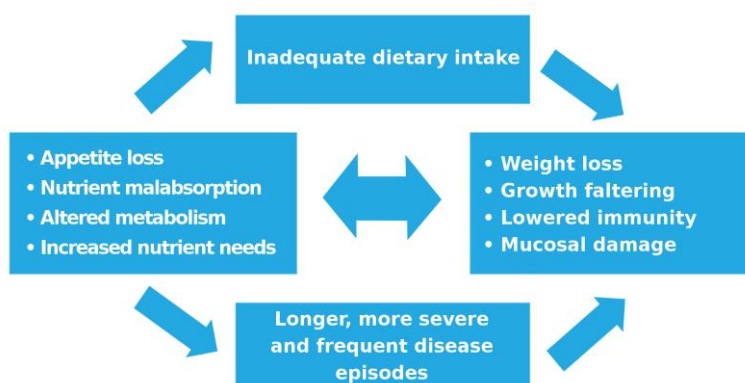 Inadequate dietary intake
• Appetite loss
• Nutrient malabsorption
• Altered metabolism
• Increased nutrient needs
• Weight loss
• Growth faltering
• Lowered immunity
• Mucosal damage
Longer, more severe
and frequent disease
episodes